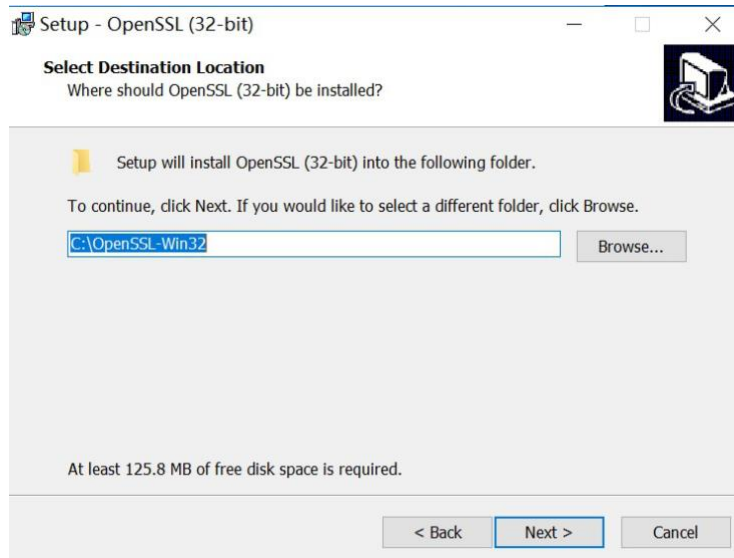 Setup - OpenSSL (32-bit)
Select Destination Location
Where should OpenSSL (32-bit) be installed?
Setup will install OpenSSL (32-bit) into the following folder.
To continue, click Next. If you would like to select a different folder, click Browse.
C:\OpenSSL-Win32
Browse...
At least 125.8 MB of free disk space is required.
< Back
Next >
Cancel